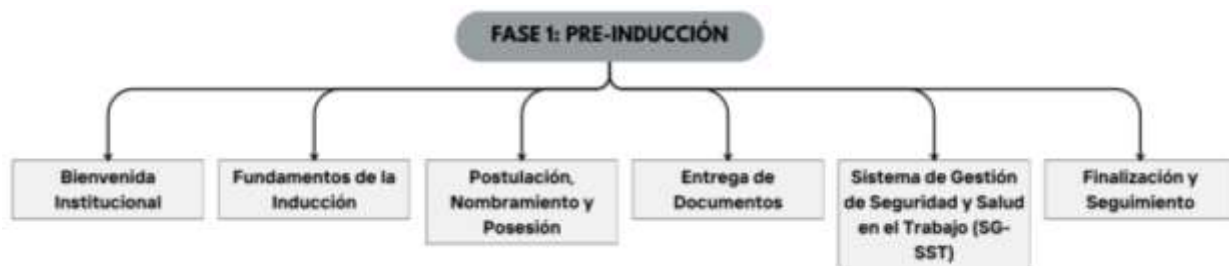 FASE 1: PRE-INDUCCIÓN
Bienvenida
Institucional
Fundamentos de la
Inducción
Postulación,
Nombramiento y
Posesión
Entrega de
Documentos
Sistema de Gestión
de Seguridad y Salud
en el Trabajo (SG-
SST)
Finalización y
Seguimiento